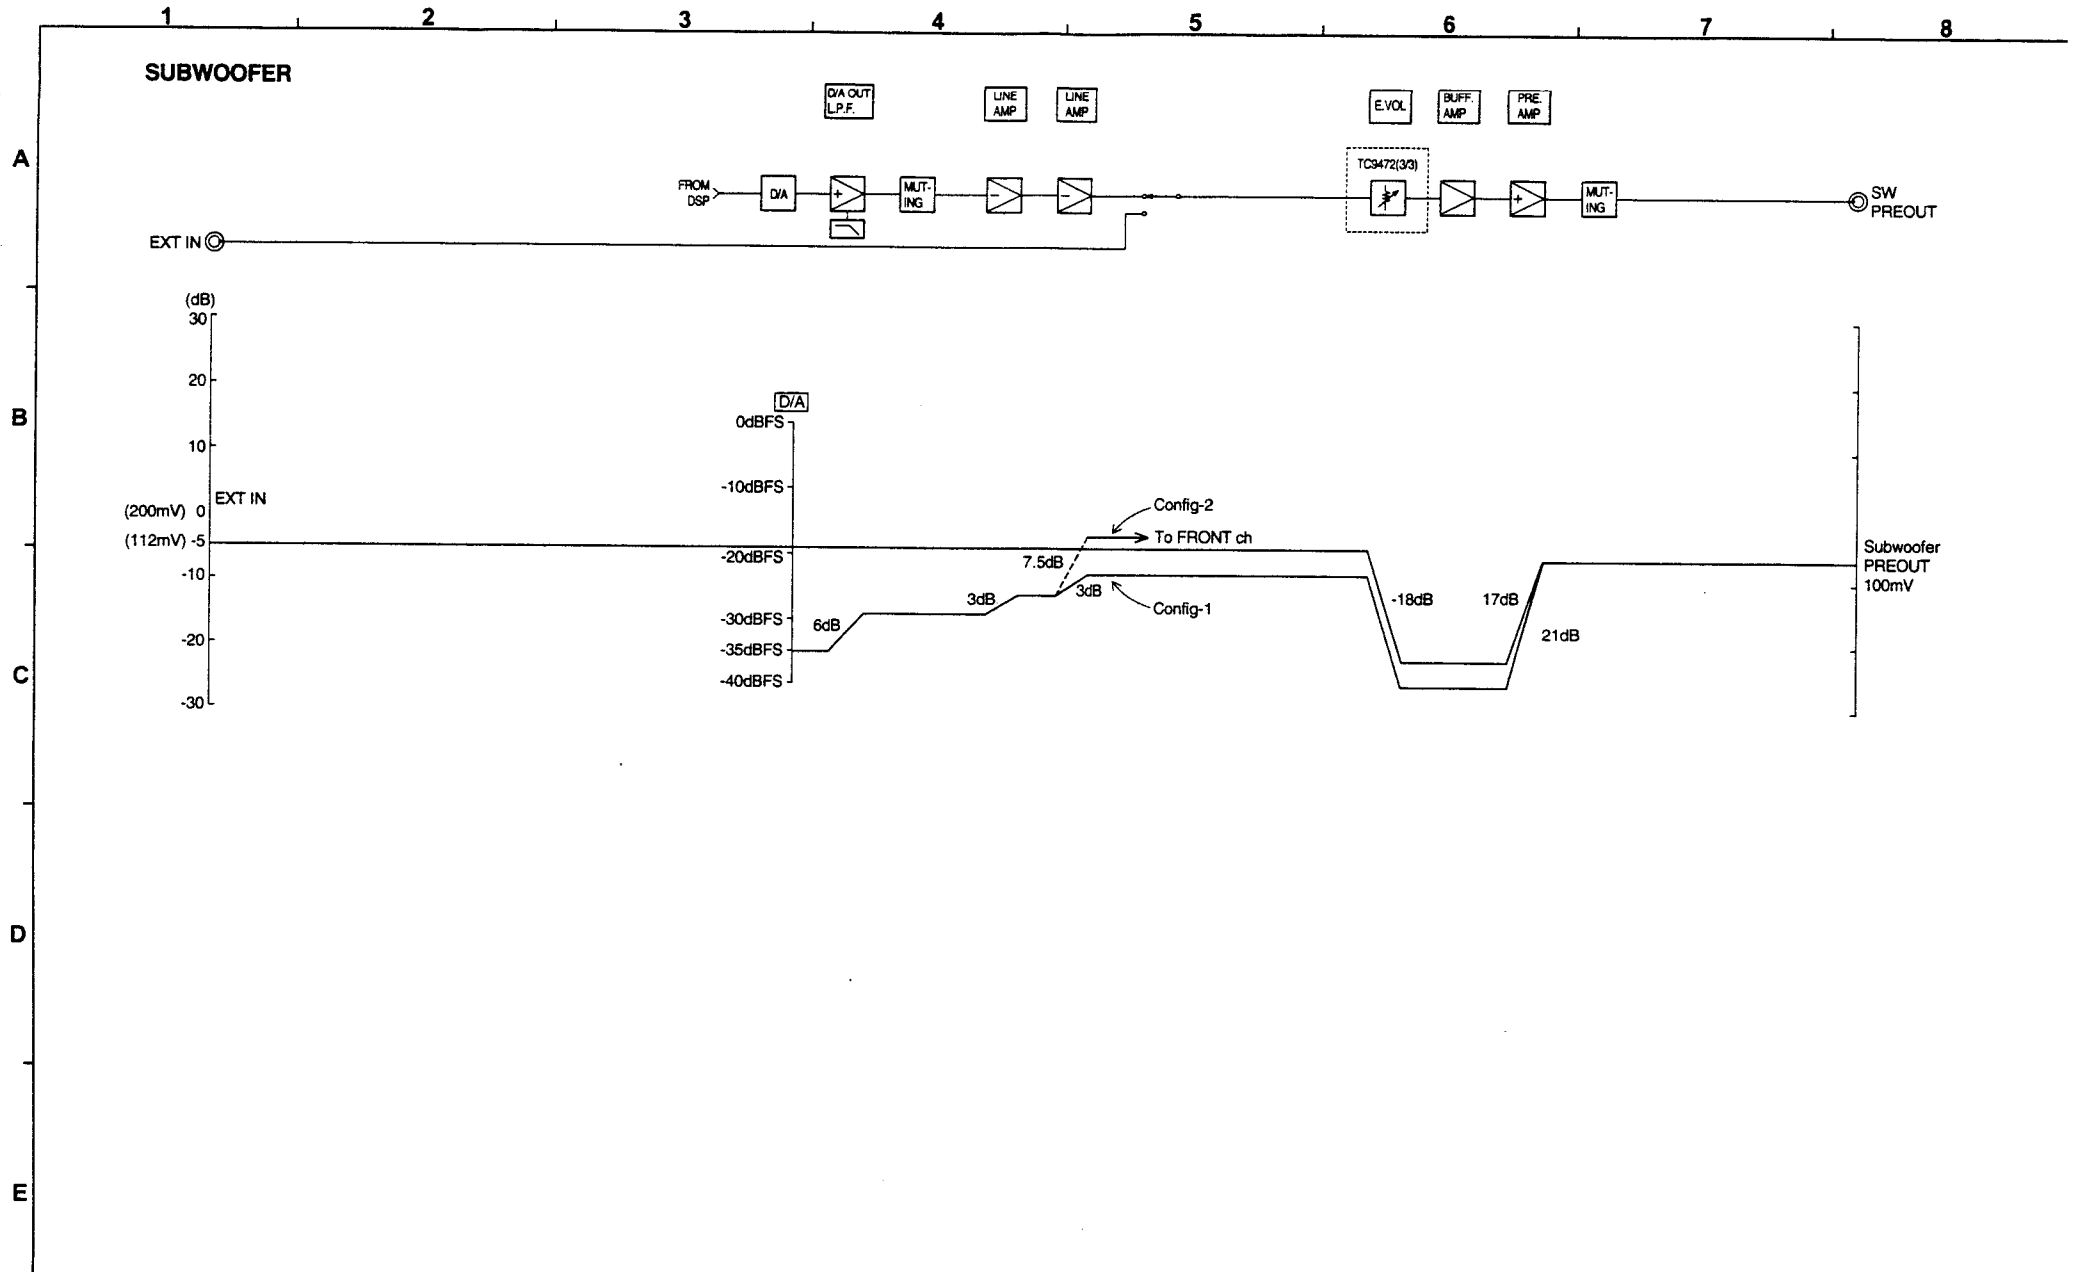 1 2 3 4 5 6 7 8
SUBWOOFER
D/A OUT
L.P.F.
LINE
AMP
LINE
AMP
E.VOL
BUFF.
AMP
PRE.
AMP
A
TC9472(3/3)
FROM
DSP
D/A
+
MUT-
ING
−
−
+
MUT-
ING
SW
PREOUT
EXT IN
(dB)
30
20
10
B
D/A
0dBFS
-10dBFS
EXT IN
(200mV) 0
(112mV) -5
Config-2
To FRONT ch
-20dBFS
7.5dB
Subwoofer
PREOUT
100mV
-10
3dB
3dB
Config-1
-18dB
17dB
-30dBFS
6dB
-20
21dB
-35dBFS
-40dBFS
C
-30
D
E